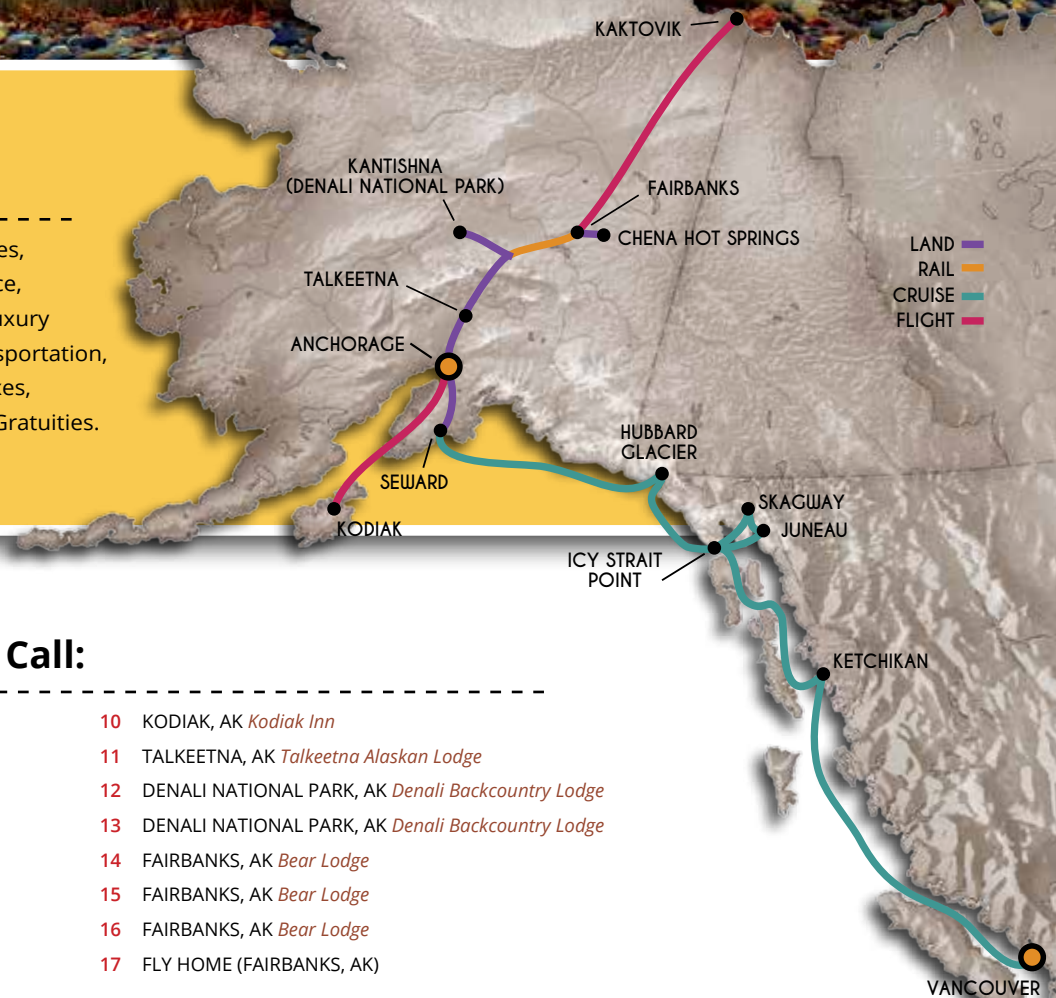 KAKTOVIK
KANTISHNA
(DENALI NATIONAL PARK)
FAIRBANKS
CHENA HOT SPRINGS
TALKEETNA
ANCHORAGE
LAND
RAIL
CRUISE
FLIGHT
uxury
sportation,
Gratuities.
HUBBARD
GLACIER
SEWARD
SKAGWAY
KODIAK
JUNEAU
ICY STRAIT
POINT
Call:
KETCHIKAN
10 KODIAK, AK Kodiak Inn
11 TALKEETNA, AK Talkeetna Alaskan Lodge
12 DENALI NATIONAL PARK, AK Denali Backcountry Lodge
13 DENALI NATIONAL PARK, AK Denali Backcountry Lodge
14 FAIRBANKS, AK Bear Lodge
15 FAIRBANKS, AK Bear Lodge
16 FAIRBANKS, AK Bear Lodge
17 FLY HOME (FAIRBANKS, AK)
VANCOUVER